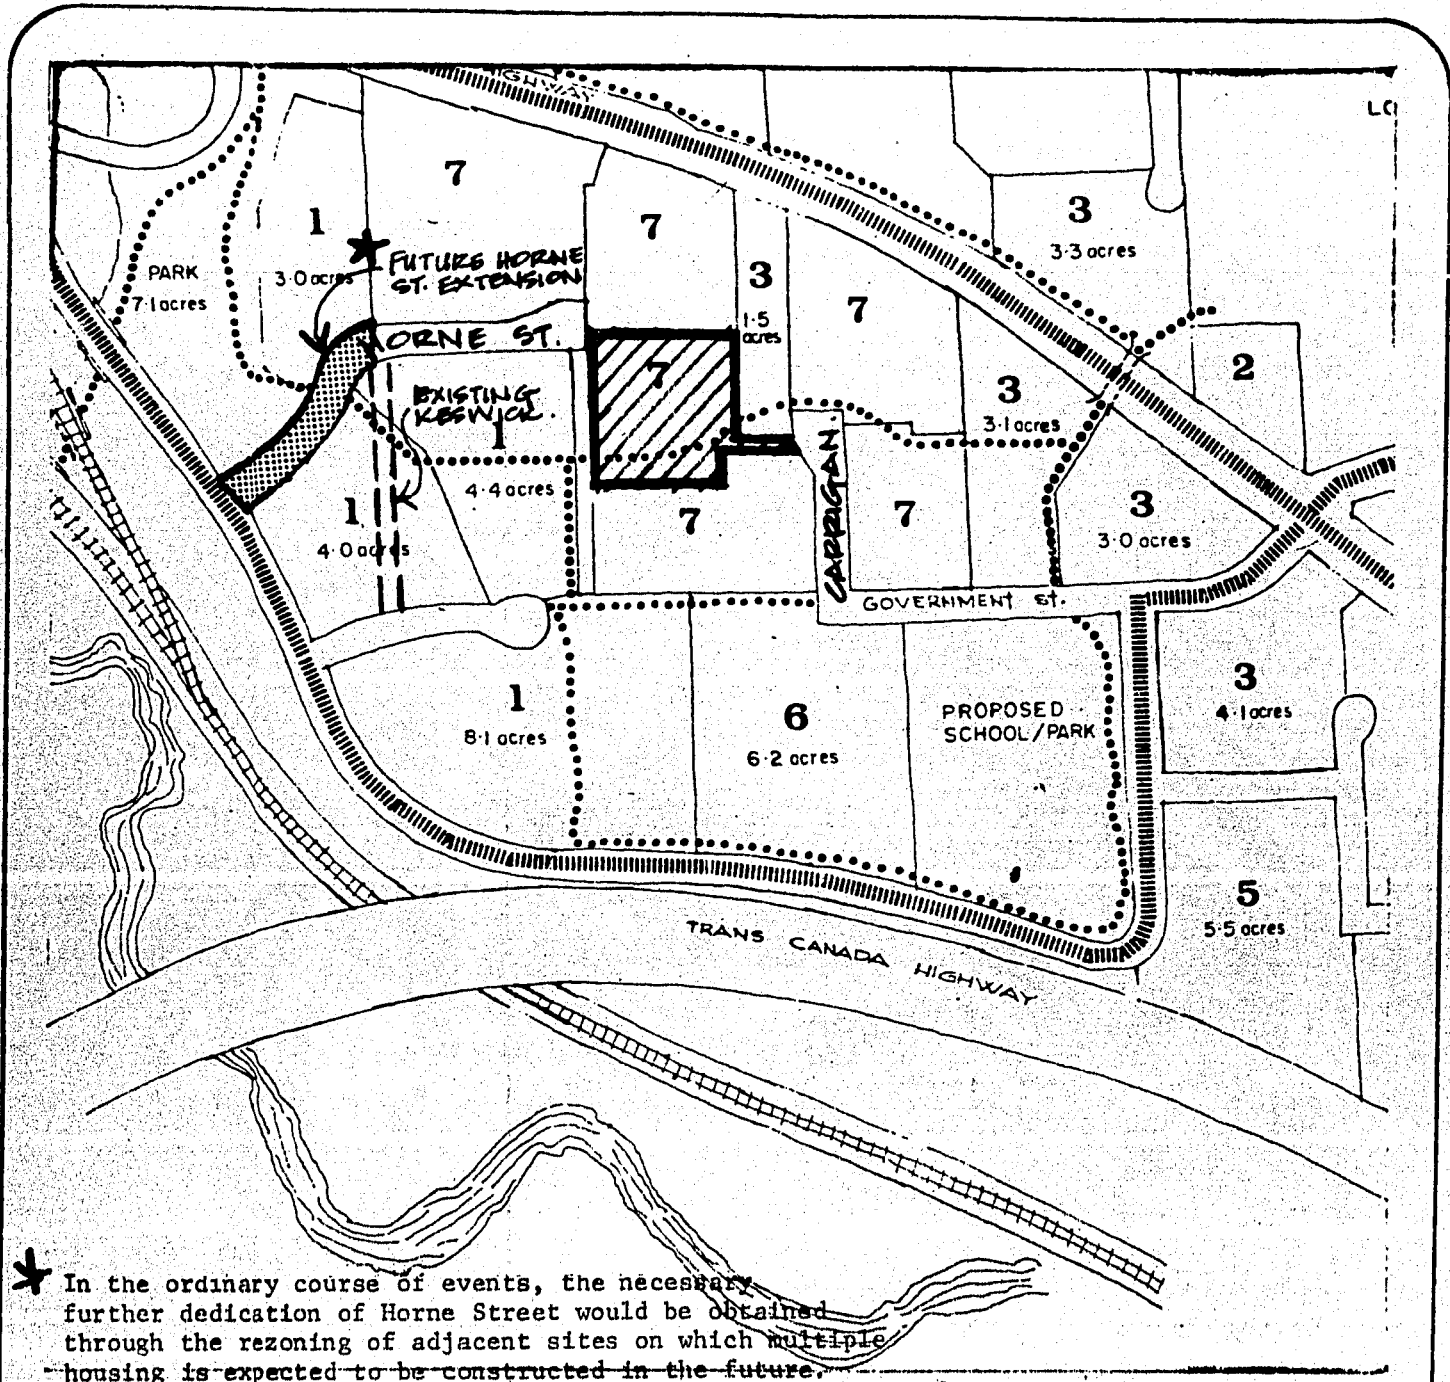 GHWAY
LO
7
7
3
3.3 acres
1
3.0 acres
PARK
7.1 acres
FUTURE HORNE
ST. EXTENSION
3
1.5
acres
7
ORNE ST.
7
2
EXISTING
KESWICK.
1
4.4 acres
3
3.1 acres
1
4.0 acres
7
CARRIGAN.
7
3
3.0 acres
GOVERNMENT St.
1
8.1 acres
6
6.2 acres
PROPOSED
SCHOOL/PARK
3
4.1 acres
5
5.5 acres
TRANS CANADA HIGHWAY
In the ordinary course of events, the necessary
further dedication of Horne Street would be obtained
through the rezoning of adjacent sites on which multiple
housing is expected to be constructed in the future.